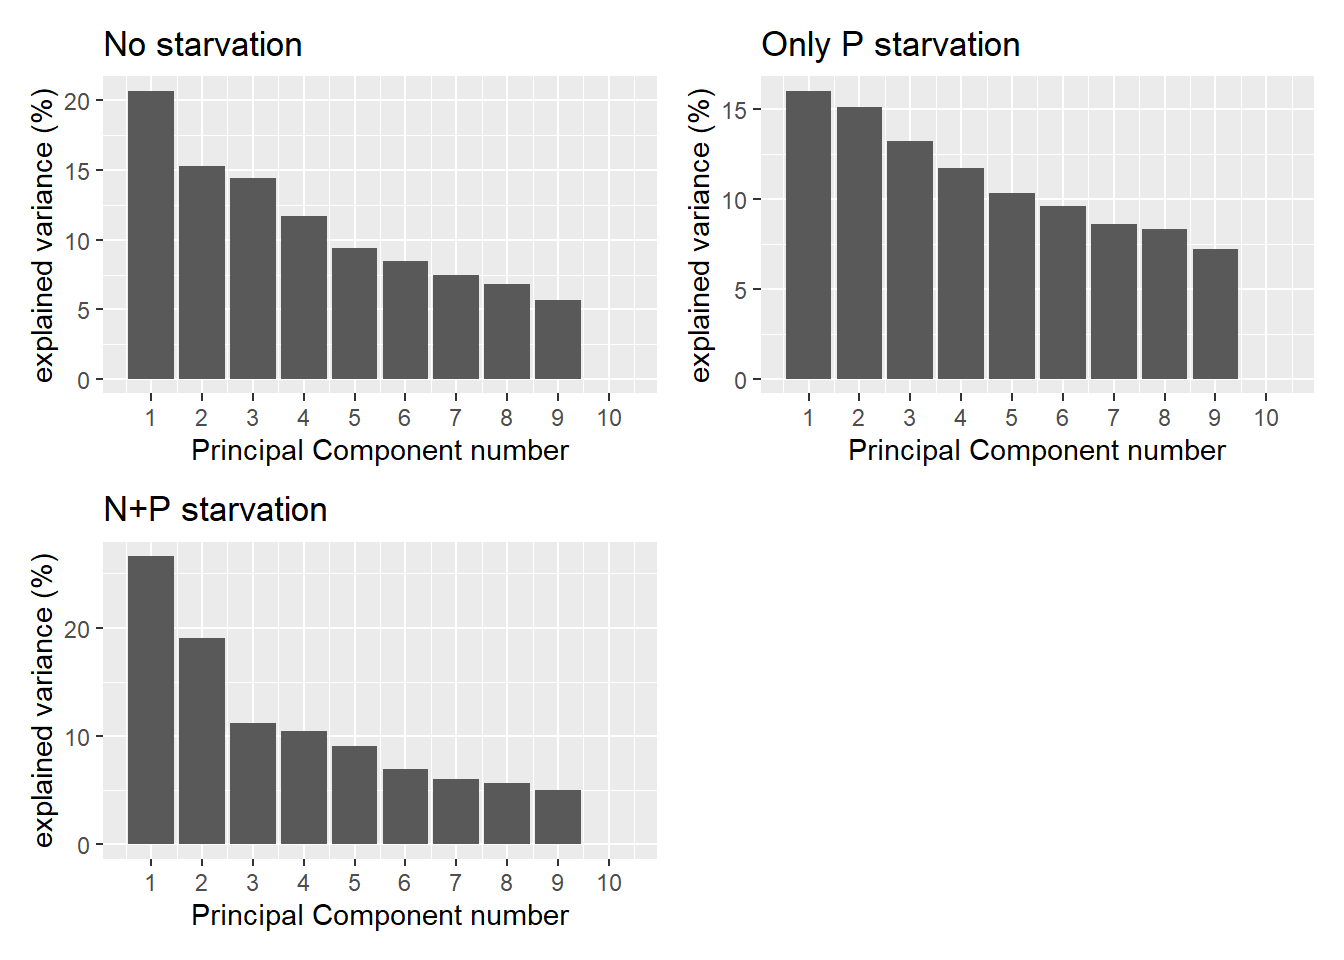 No starvation
explained variance (%)
20
15
10
5
0
1 2 3 4 5 6 7 8 9 10
Principal Component number
Only P starvation
explained variance (%)
15
10
5
0
1 2 3 4 5 6 7 8 9 10
Principal Component number
N+P starvation
explained variance (%)
20
10
0
1 2 3 4 5 6 7 8 9 10
Principal Component number